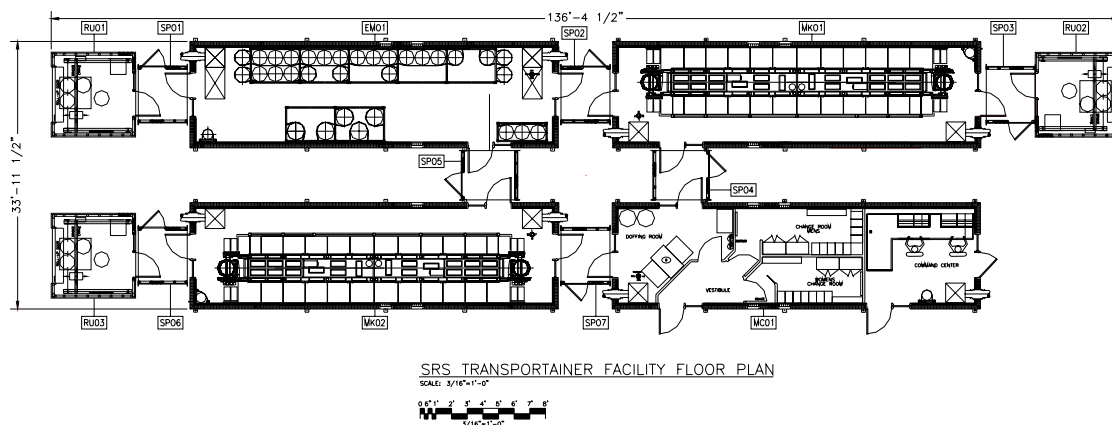 136'-4 1/2"
RU01
SP01
EM01
SP02
MK01
SP03
RU02
33'-11 1/2"
SP05
SP04
DOFFING ROOM
CHANGE ROOM
MENS
COMMAND CENTER
VESTIBULE
WOMENS
CHANGE ROOM
RU03
SP06
MK02
SP07
MC01
SRS TRANSPORTAINER FACILITY FLOOR PLAN
SCALE: 3/16"=1'-0"
0 6" 1' 2' 3' 4' 5' 6' 7' 8'
3/16"=1'-0"